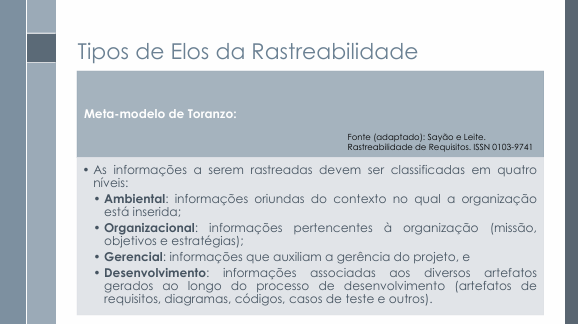 Tipos de Elos da Rastreabilidade
Meta-modelo de Toranzo:
Fonte (adaptado): Sayão e Leite.
Rastreabilidade de Requisitos. ISSN 0103-9741
• As informações a serem rastreadas devem ser classificadas em quatro
níveis:
• Ambiental: informações oriundas do contexto no qual a organização
está inserida;
• Organizacional: informações pertencentes à organização (missão,
objetivos e estratégias);
• Gerencial: informações que auxiliam a gerência do projeto, e
• Desenvolvimento: informações associadas aos diversos artefatos
gerados ao longo do processo de desenvolvimento (artefatos de
requisitos, diagramas, códigos, casos de teste e outros).